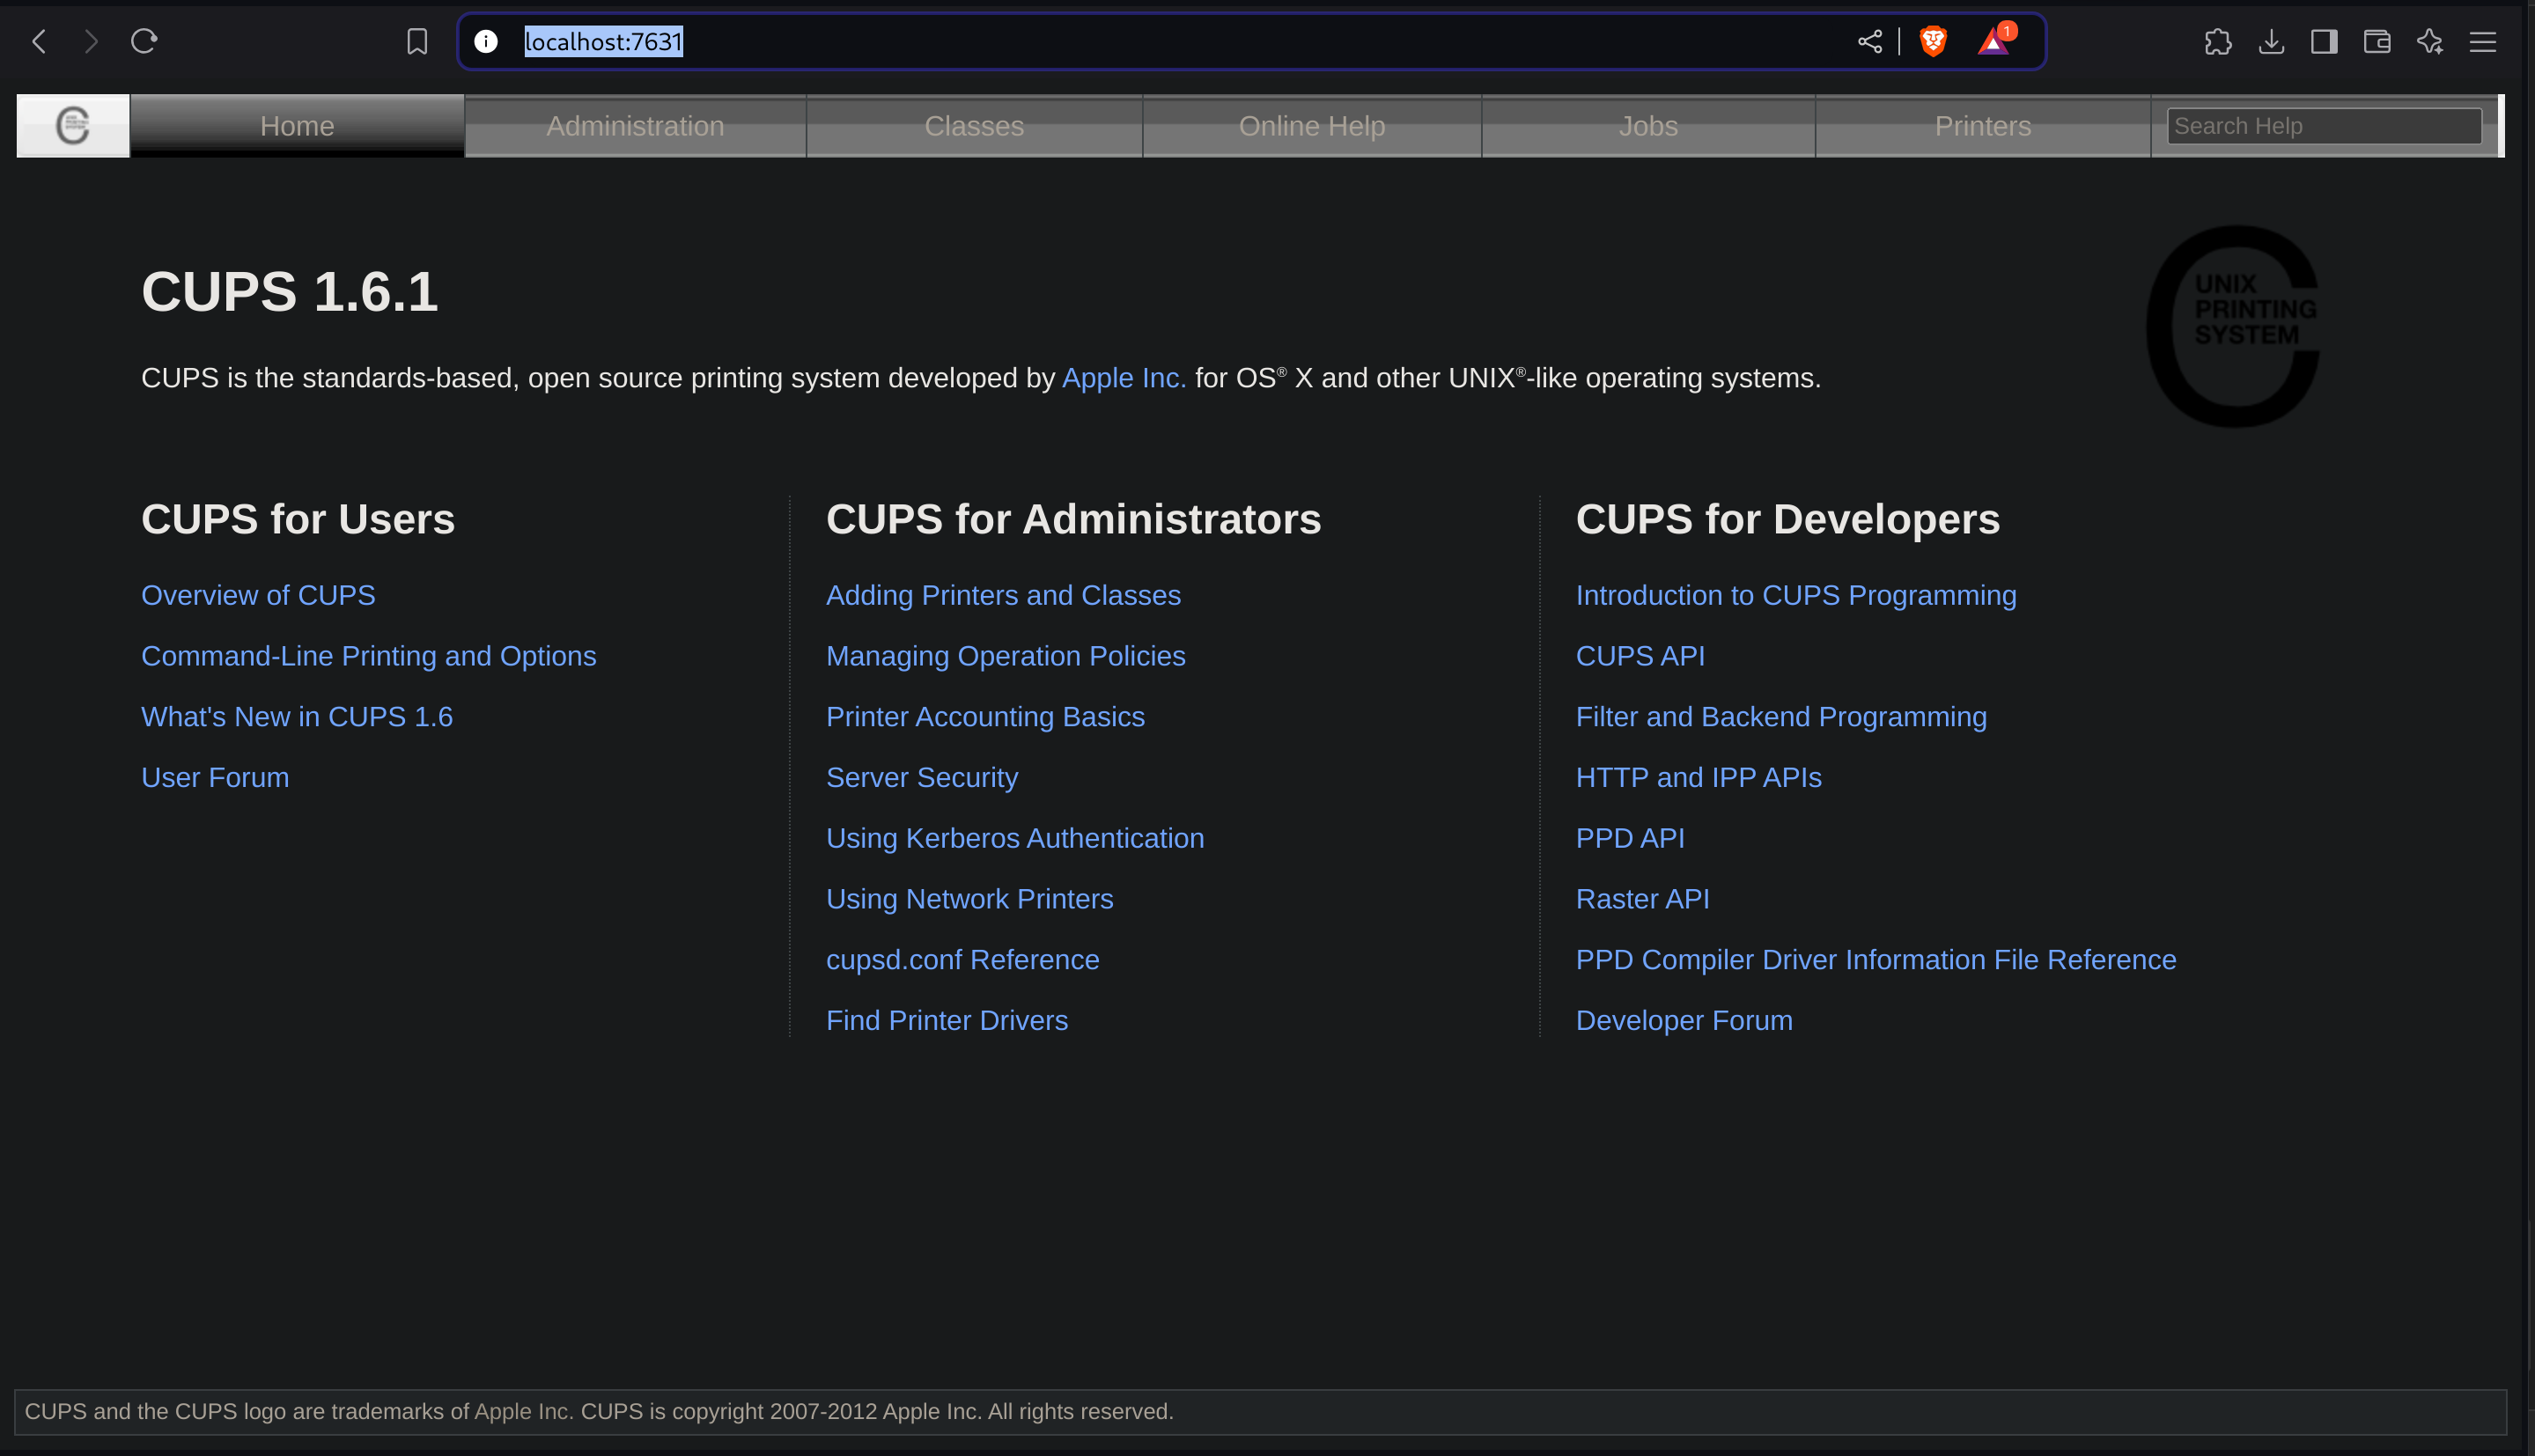 localhost:7631
1
Home
Administration
Classes
Online Help
Jobs
Printers
Search Help
CUPS 1.6.1
UNIX
PRINTING
SYSTEM
CUPS is the standards-based, open source printing system developed by Apple Inc. for OS® X and other UNIX®-like operating systems.
CUPS for Users
Overview of CUPS
Command-Line Printing and Options
What's New in CUPS 1.6
User Forum
CUPS for Administrators
Adding Printers and Classes
Managing Operation Policies
Printer Accounting Basics
Server Security
Using Kerberos Authentication
Using Network Printers
cupsd.conf Reference
Find Printer Drivers
CUPS for Developers
Introduction to CUPS Programming
CUPS API
Filter and Backend Programming
HTTP and IPP APIs
PPD API
Raster API
PPD Compiler Driver Information File Reference
Developer Forum
CUPS and the CUPS logo are trademarks of Apple Inc. CUPS is copyright 2007-2012 Apple Inc. All rights reserved.